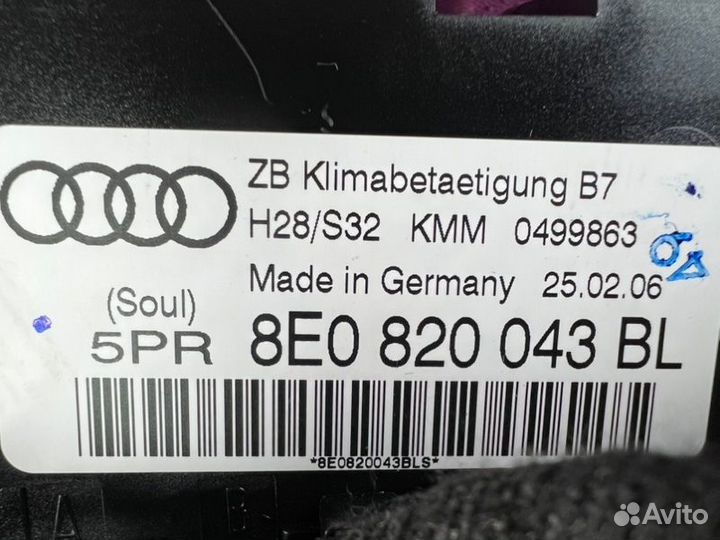 ZB Klimabetaetigung B7
H28/S32 KMM 0499863
Made in Germany 25.02.06
(Soul)
5PR 8E0 820 043 BL
*8E0820043BLS*
Avito